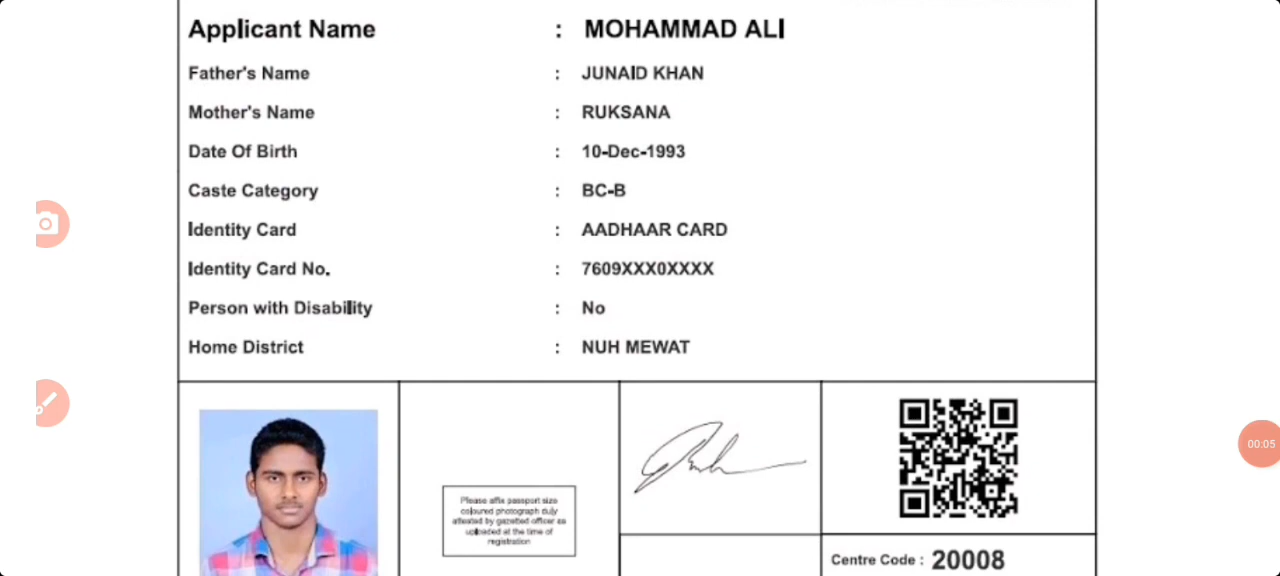 Applicant Name : MOHAMMAD ALI
Father's Name : JUNAID KHAN
Mother's Name : RUKSANA
Date Of Birth : 10-Dec-1993
Caste Category : BC-B
Identity Card : AADHAAR CARD
Identity Card No. : 7609XXX0XXXX
Person with Disability : No
Home District : NUH MEWAT
Please affix passport size
coloured photograph duly
attested by gazetted officer as
uploaded at the time of
registration
00:05
Centre Code : 20008